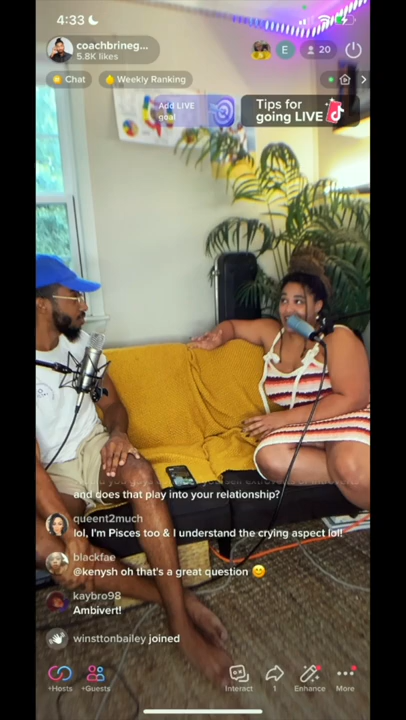 4:33
coachbrineg...
5.8K likes
E
20
Chat
Weekly Ranking
Add LIVE
goal
Tips for
going LIVE
and does that play into your relationship?
queent2much
lol, I'm Pisces too & I understand the crying aspect lol!
blackfae
@kenysh oh that's a great question
kaybro98
Ambivert!
winsttonbailey joined
+Hosts
+Guests
Interact
1
Enhance
More